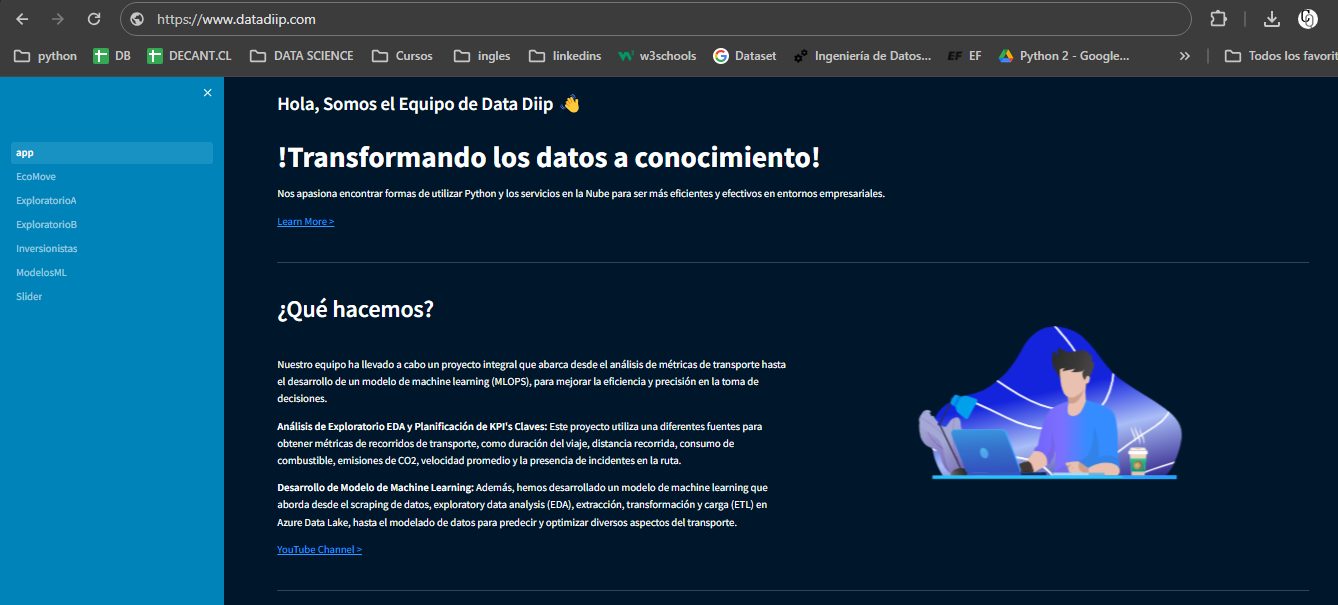 https://www.datadiip.com
python DB DECANT.CL DATA SCIENCE Cursos ingles linkedins w3schools Dataset Ingeniería de Datos... EF EF Python 2 - Google... » Todos los favorit
×
app
EcoMove
ExploratorioA
ExploratorioB
Inversionistas
ModelosML
Slider
Hola, Somos el Equipo de Data Diip 👋
!Transformando los datos a conocimiento!
Nos apasiona encontrar formas de utilizar Python y los servicios en la Nube para ser más eficientes y efectivos en entornos empresariales.
Learn More >
¿Qué hacemos?
Nuestro equipo ha llevado a cabo un proyecto integral que abarca desde el análisis de métricas de transporte hasta
el desarrollo de un modelo de machine learning (MLOPS), para mejorar la eficiencia y precisión en la toma de
decisiones.
Análisis de Exploratorio EDA y Planificación de KPI's Claves: Este proyecto utiliza una diferentes fuentes para
obtener métricas de recorridos de transporte, como duración del viaje, distancia recorrida, consumo de
combustible, emisiones de CO2, velocidad promedio y la presencia de incidentes en la ruta.
Desarrollo de Modelo de Machine Learning: Además, hemos desarrollado un modelo de machine learning que
aborda desde el scraping de datos, exploratory data analysis (EDA), extracción, transformación y carga (ETL) en
Azure Data Lake, hasta el modelado de datos para predecir y optimizar diversos aspectos del transporte.
YouTube Channel >